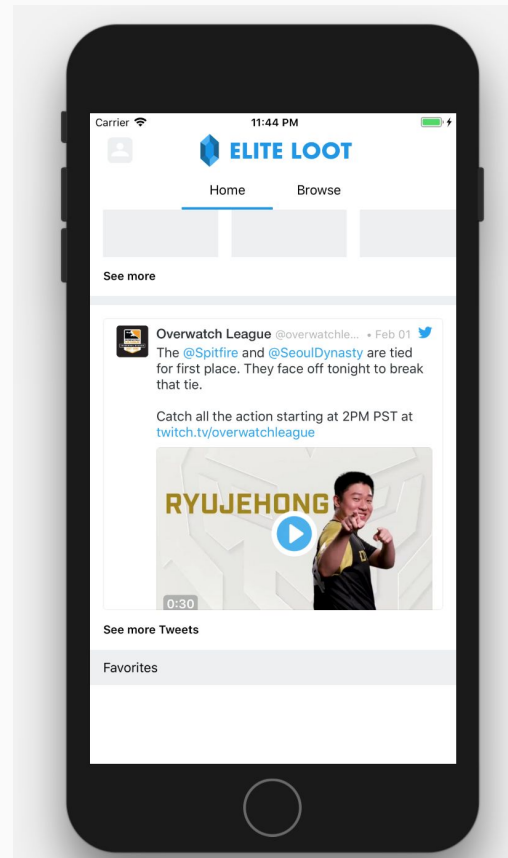 Carrier
11:44 PM
ELITE LOOT
Home
Browse
See more
Overwatch League @overwatchle... • Feb 01
The @Spitfire and @SeoulDynasty are tied
for first place. They face off tonight to break
that tie.
Catch all the action starting at 2PM PST at
twitch.tv/overwatchleague
RYUJEHONG
0:30
See more Tweets
Favorites